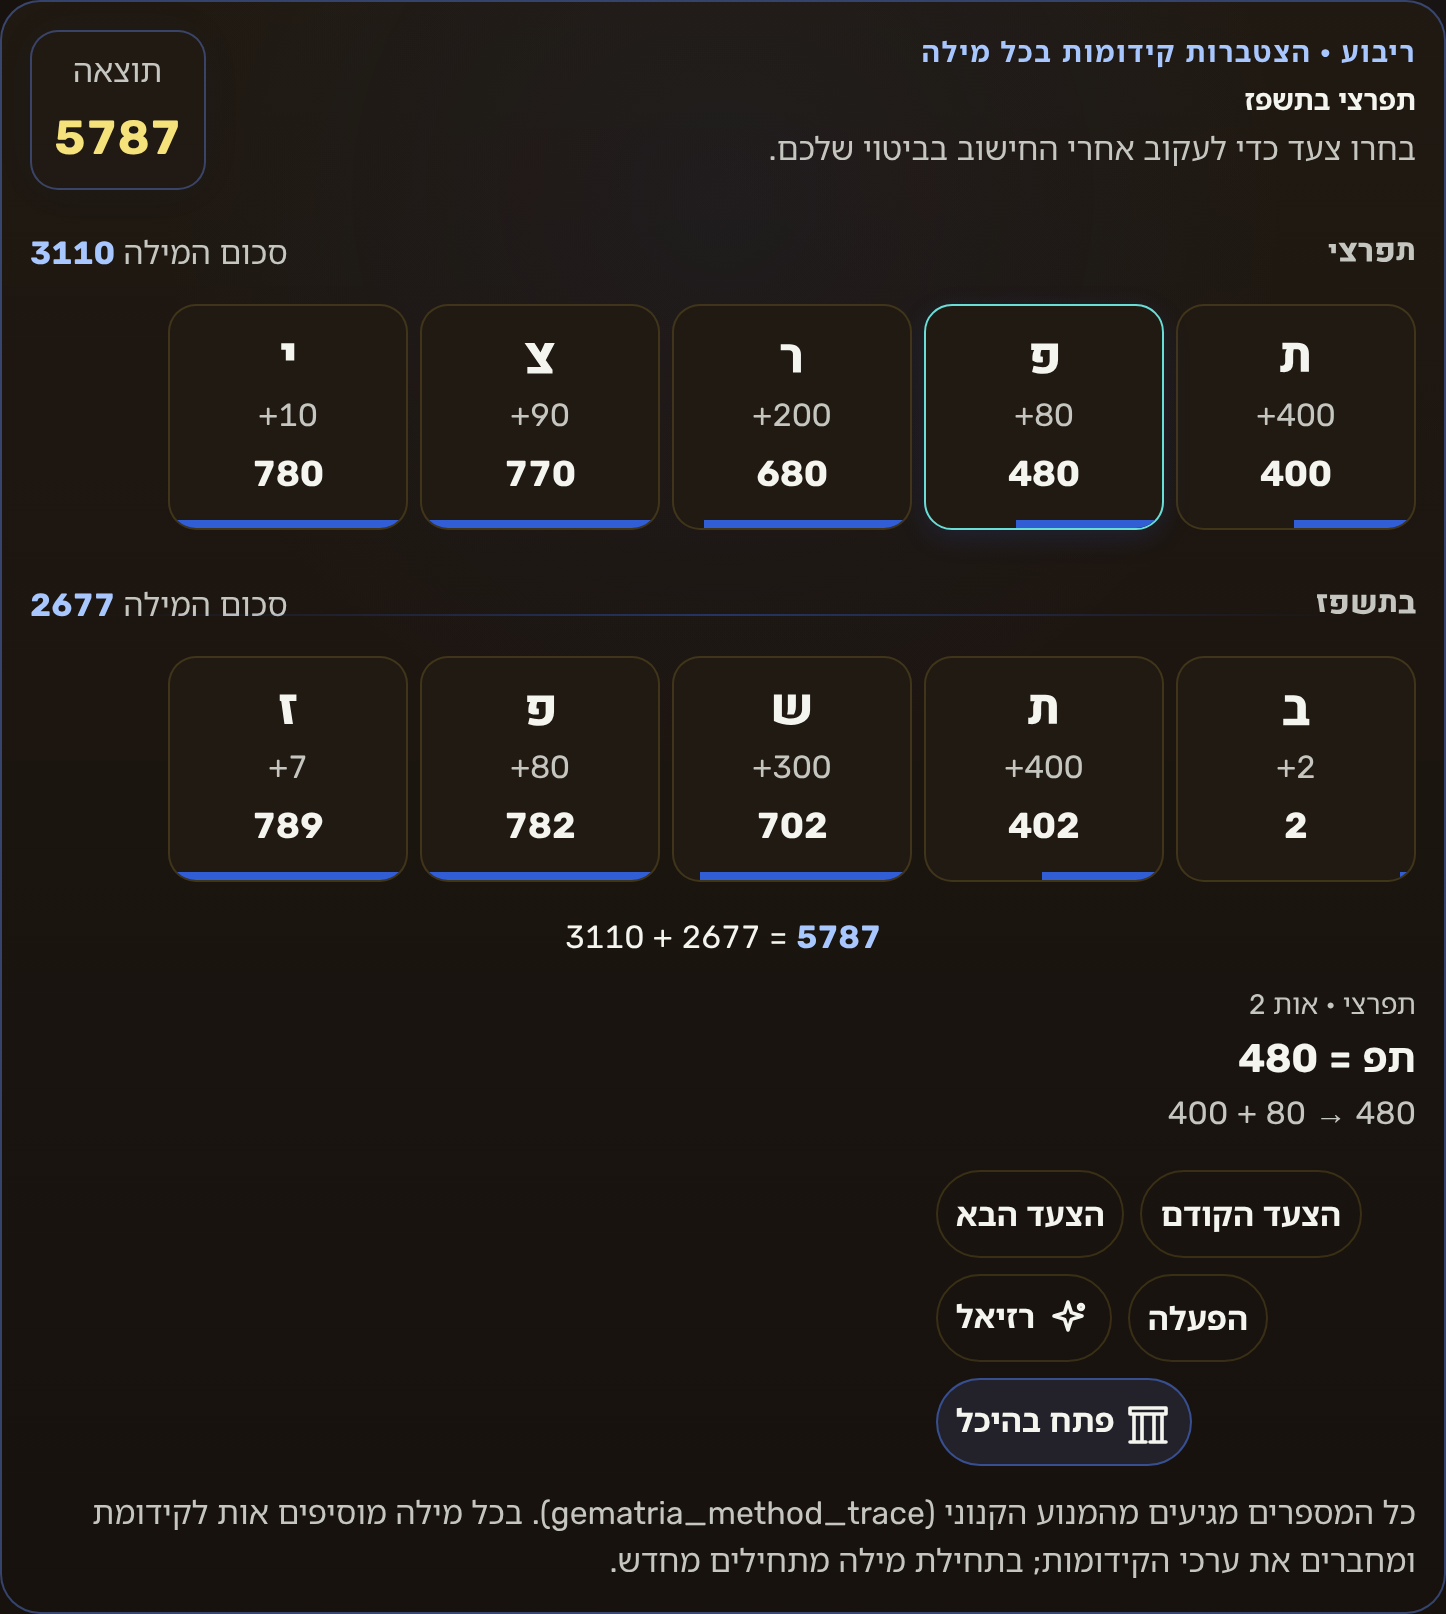 ריבוע • הצטברות קידומות בכל מילה
תפרצי בתשפז
בחרו צעד כדי לעקוב אחרי החישוב בביטוי שלכם.
תוצאה
5787
תפרצי
סכום המילה 3110
ת
+400
400
פ
+80
480
ר
+200
680
צ
+90
770
י
+10
780
בתשפז
סכום המילה 2677
ב
+2
2
ת
+400
402
ש
+300
702
פ
+80
782
ז
+7
789
3110 + 2677 = 5787
תפרצי • אות 2
תפ = 480
400 + 80 → 480
הצעד הקודם
הצעד הבא
הפעלה
רזיאל
פתח בהיכל
כל המספרים מגיעים מהמנוע הקנוני (gematria_method_trace). בכל מילה מוסיפים אות לקידומת
ומחברים את ערכי הקידומות; בתחילת מילה מתחילים מחדש.